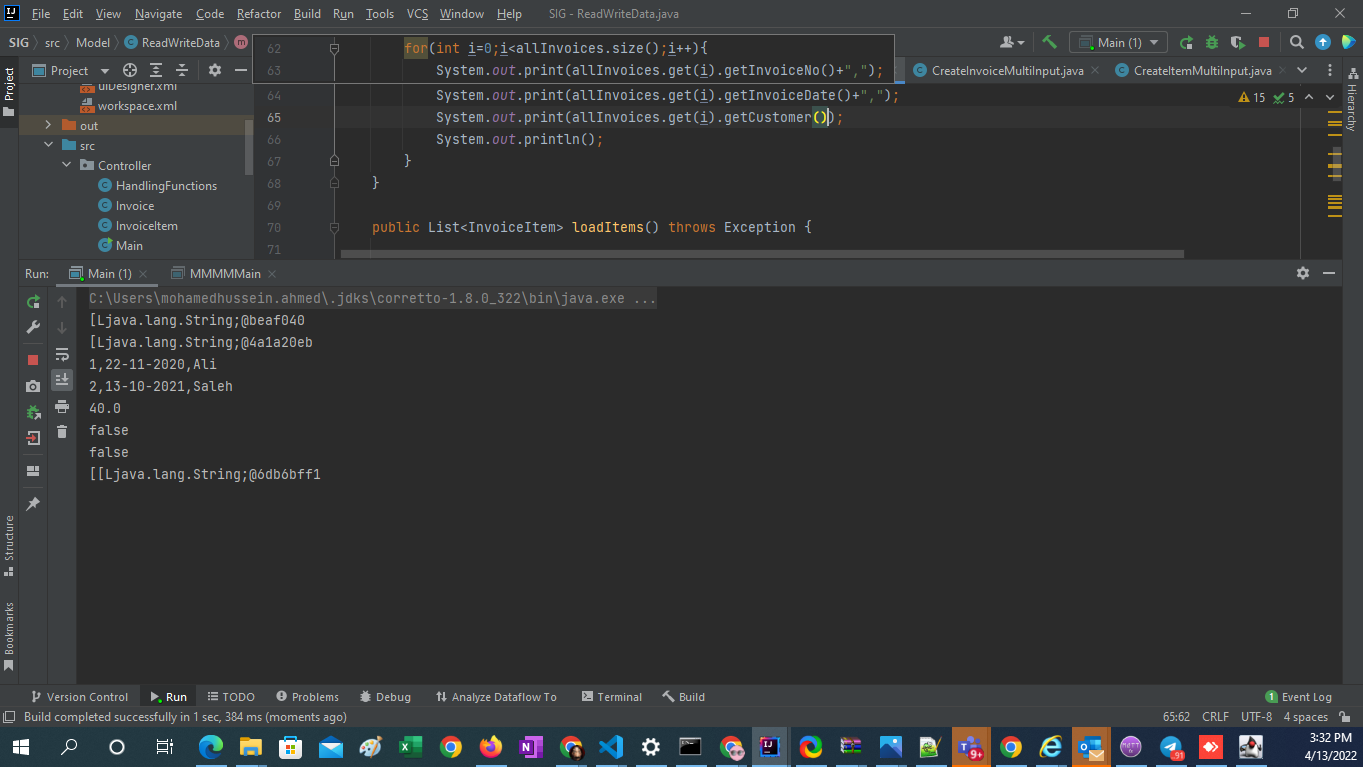 File Edit View Navigate Code Refactor Build Run Tools VCS Window Help SIG - ReadWriteData.java
SIG src Model ReadWriteData m
Main (1)
Project
CreateInvoiceMultiInput.java CreateItemMultiInput.java
uiDesigner.xml
workspace.xml
out
src
Controller
HandlingFunctions
Invoice
InvoiceItem
Main
62 for(int i=0;i<allInvoices.size();i++){
63 System.out.print(allInvoices.get(i).getInvoiceNo()+",");
64 System.out.print(allInvoices.get(i).getInvoiceDate()+",");
65 System.out.print(allInvoices.get(i).getCustomer());
66 System.out.println();
67 }
68 }
69
70 public List<InvoiceItem> loadItems() throws Exception {
71
15 5
Project
Hierarchy
Structure
Bookmarks
Run: Main (1) MMMMMain
C:\Users\mohamedhussein.ahmed\.jdks\corretto-1.8.0_322\bin\java.exe ...
[Ljava.lang.String;@beaf040
[Ljava.lang.String;@4a1a20eb
1,22-11-2020,Ali
2,13-10-2021,Saleh
40.0
false
false
[[Ljava.lang.String;@6db6bff1
Version Control Run TODO Problems Debug Analyze Dataflow To Terminal Build 1 Event Log
Build completed successfully in 1 sec, 384 ms (moments ago) 65:62 CRLF UTF-8 4 spaces
9+
91
3:32 PM
4/13/2022